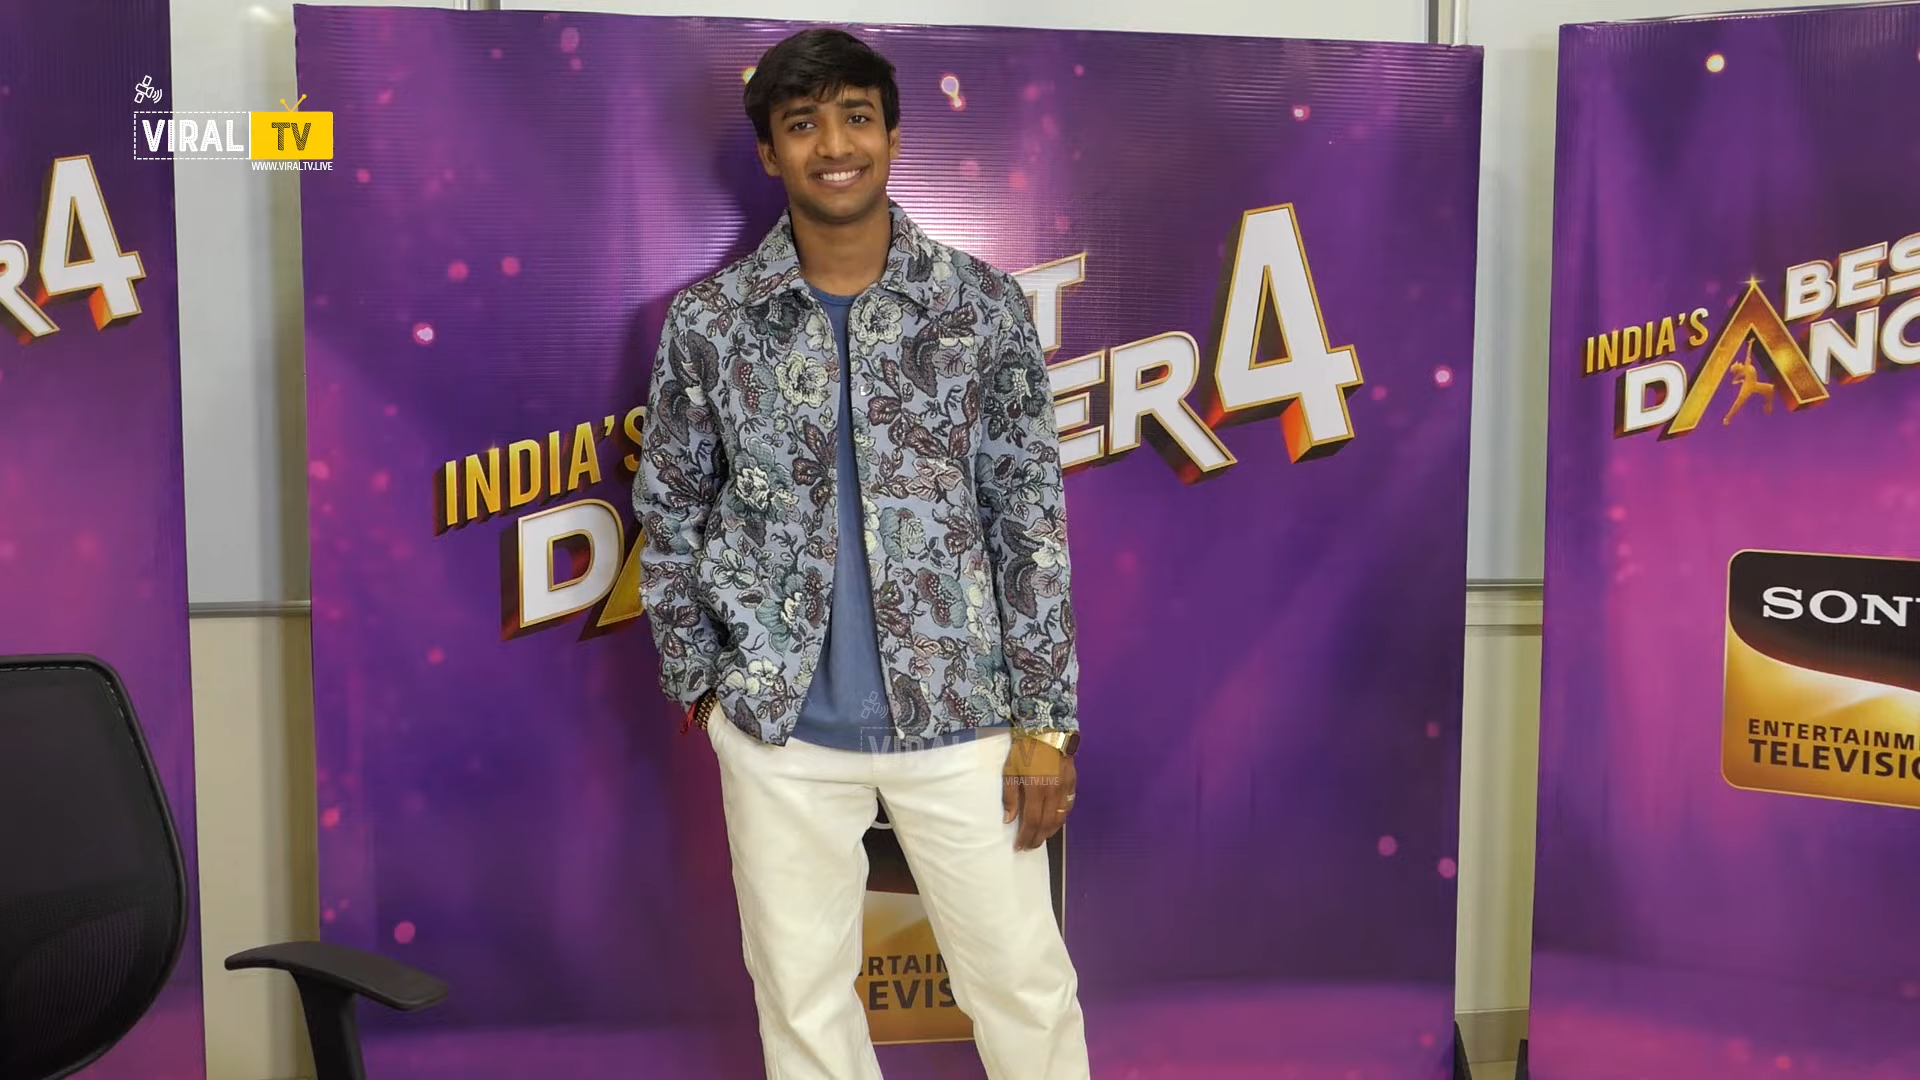 VIRAL TV
WWW.VIRALTV.LIVE
R4
INDIA'S
T
D ER4
INDIA'S BES
DANC
SONY
ENTERTAINM
TELEVISIO
VIRAL TV
.VIRALTV.LIVE
ERTAIN
EVIS